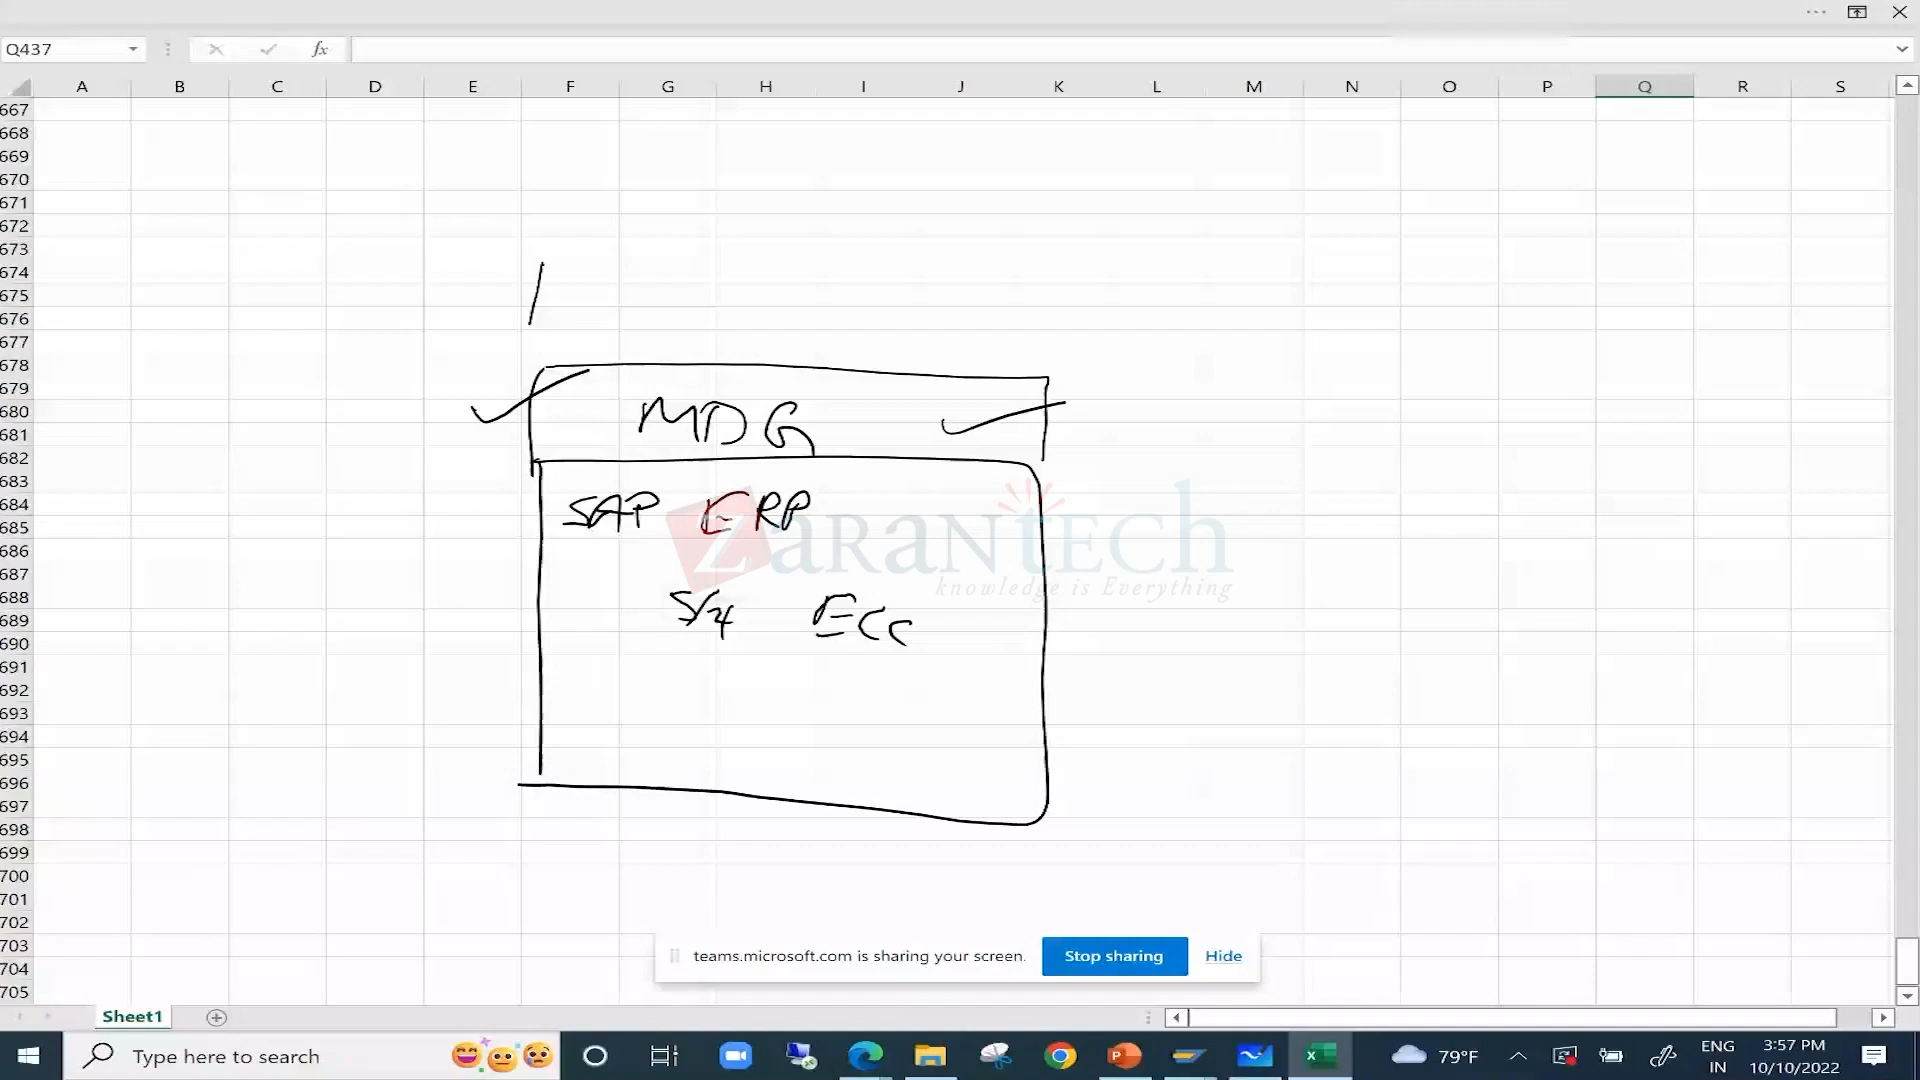 Q437 fx
A B C D E F G H I J K L M N O P Q R S
667
668
669
670
671
672
673
674
675
676
677
678
679
680
681
682
683
684
685
686
687
688
689
690
691
692
693
694
695
696
697
698
699
700
701
702
703
704
705
MDG
SAP ERP
ZARANTECH
knowledge is Everything
S/4 ECC
teams.microsoft.com is sharing your screen. Stop sharing Hide
Sheet1
Type here to search
79°F
ENG
IN
3:57 PM
10/10/2022